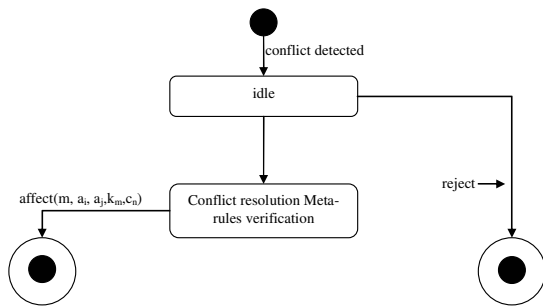 conflict detected
idle
reject
affect(m, aᵢ, aⱼ,kₘ,cₙ)
Conflict resolution Meta-
rules verification